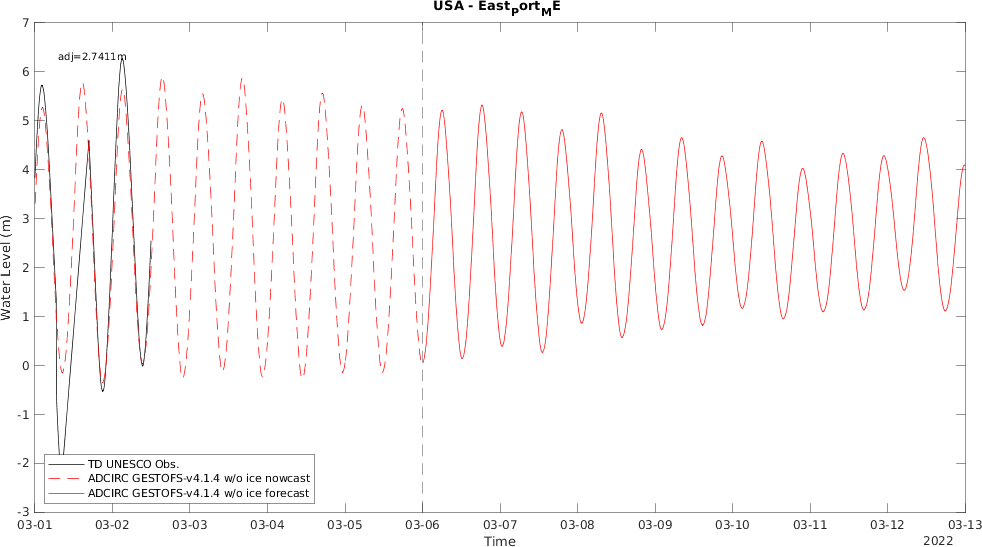 USA - EastPortME
adj=2.7411m
7
6
5
4
3
2
1
0
-1
-2
-3
Water Level (m)
TD UNESCO Obs.
ADCIRC GESTOFS-v4.1.4 w/o ice nowcast
ADCIRC GESTOFS-v4.1.4 w/o ice forecast
03-01 03-02 03-03 03-04 03-05 03-06 03-07 03-08 03-09 03-10 03-11 03-12 03-13
Time
2022